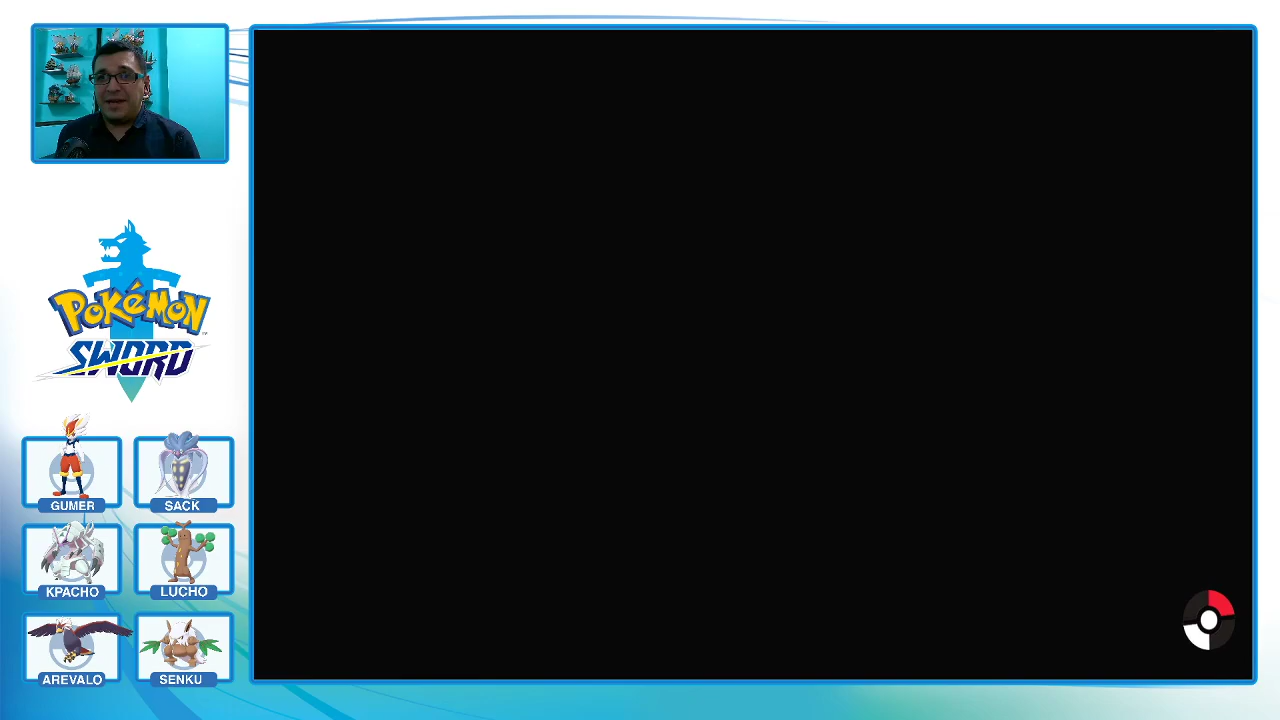 POKéMON
SWORD
GUMER
SACK
KPACHO
LUCHO
AREVALO
SENKU